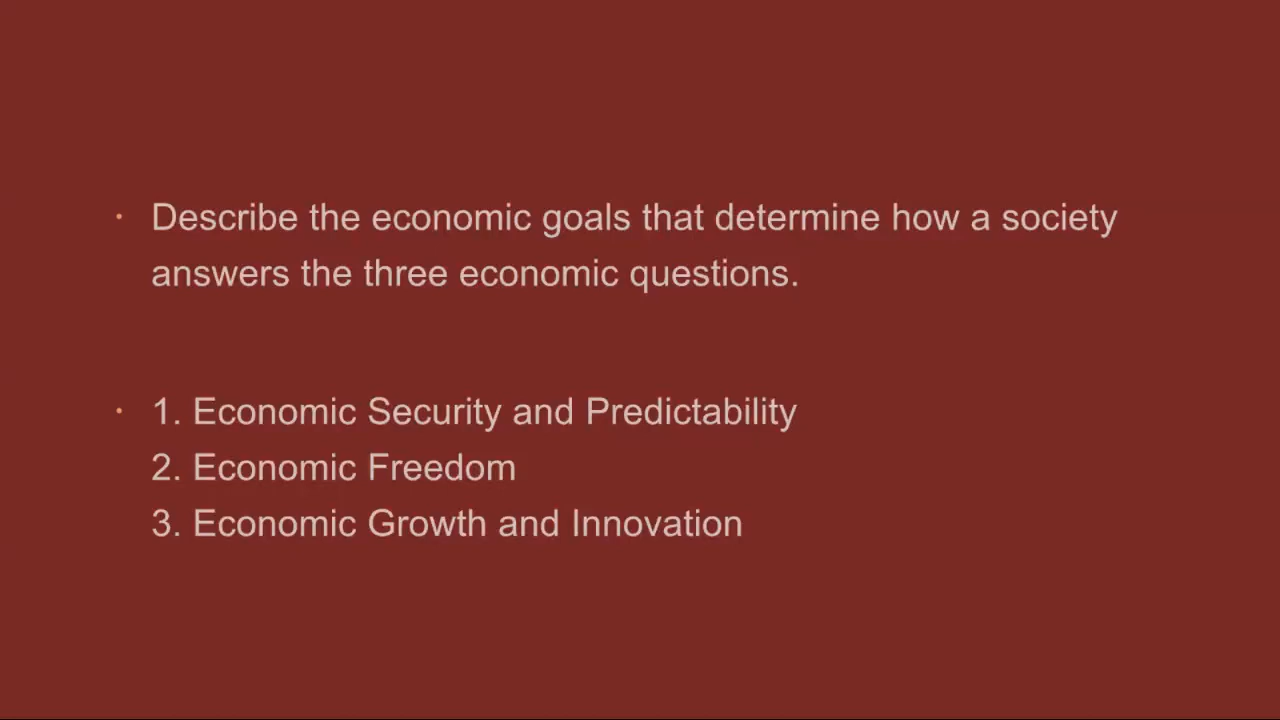 · Describe the economic goals that determine how a society
answers the three economic questions.
· 1. Economic Security and Predictability
2. Economic Freedom
3. Economic Growth and Innovation